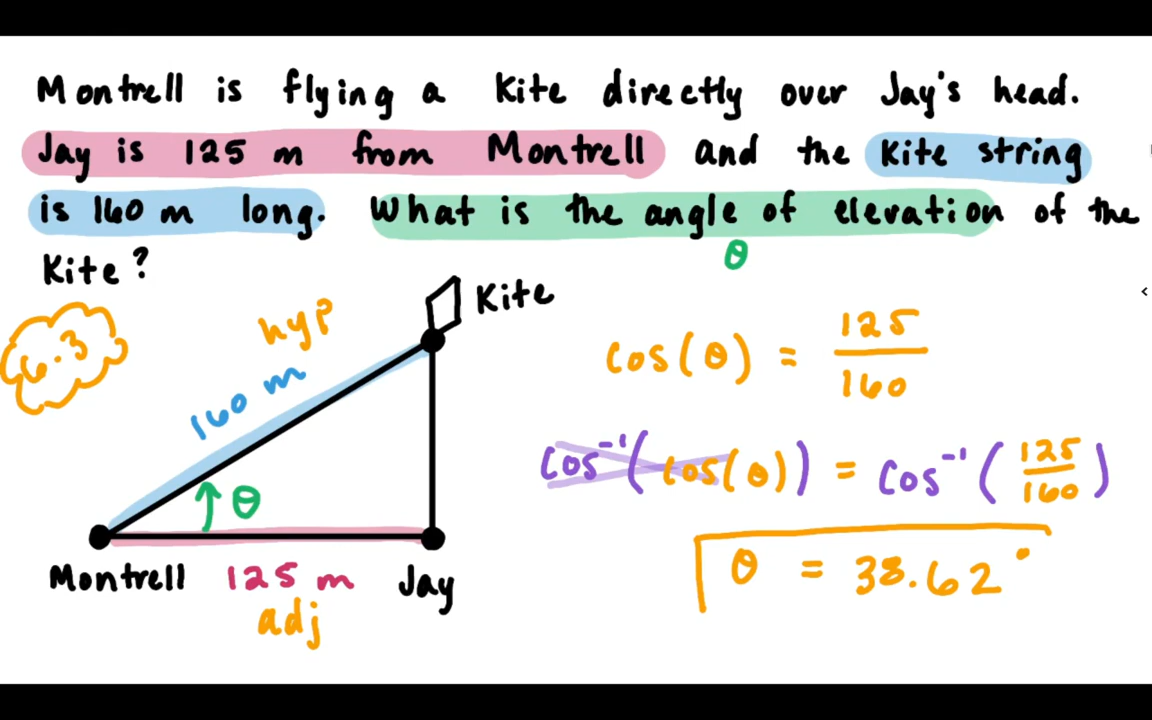 Montrell is flying a Kite directly over Jay's head.
Jay is 125 m from Montrell and the Kite string
is 160 m long. What is the angle of elevation of the
θ
Kite?
Kite
hyp
6.3
160 m
θ
Montrell 125 m Jay
adj
cos(θ) = 125/160
cos⁻¹(cos(θ)) = cos⁻¹(125/160)
θ = 38.62°